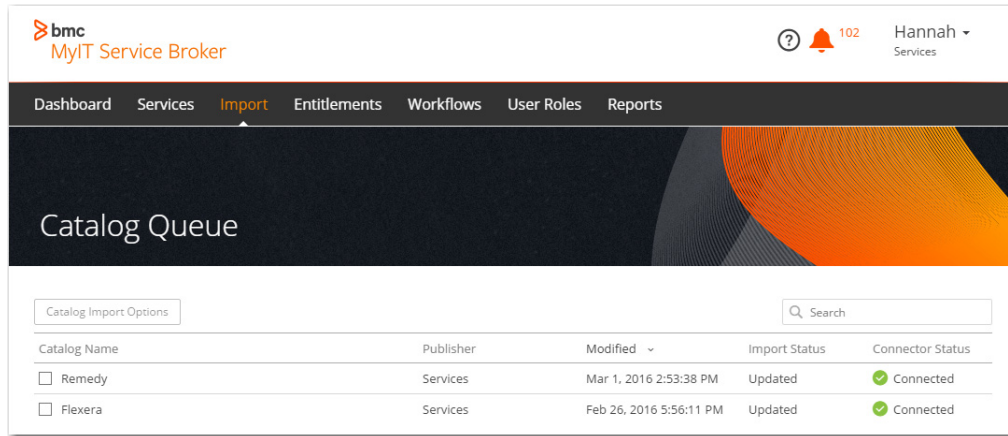 bmc
MyIT Service Broker
? 102 Hannah
Services
Dashboard Services Import Entitlements Workflows User Roles Reports
Catalog Queue
Catalog Import Options Search
Catalog Name Publisher Modified Import Status Connector Status
Remedy Services Mar 1, 2016 2:53:38 PM Updated Connected
Flexera Services Feb 26, 2016 5:56:11 PM Updated Connected